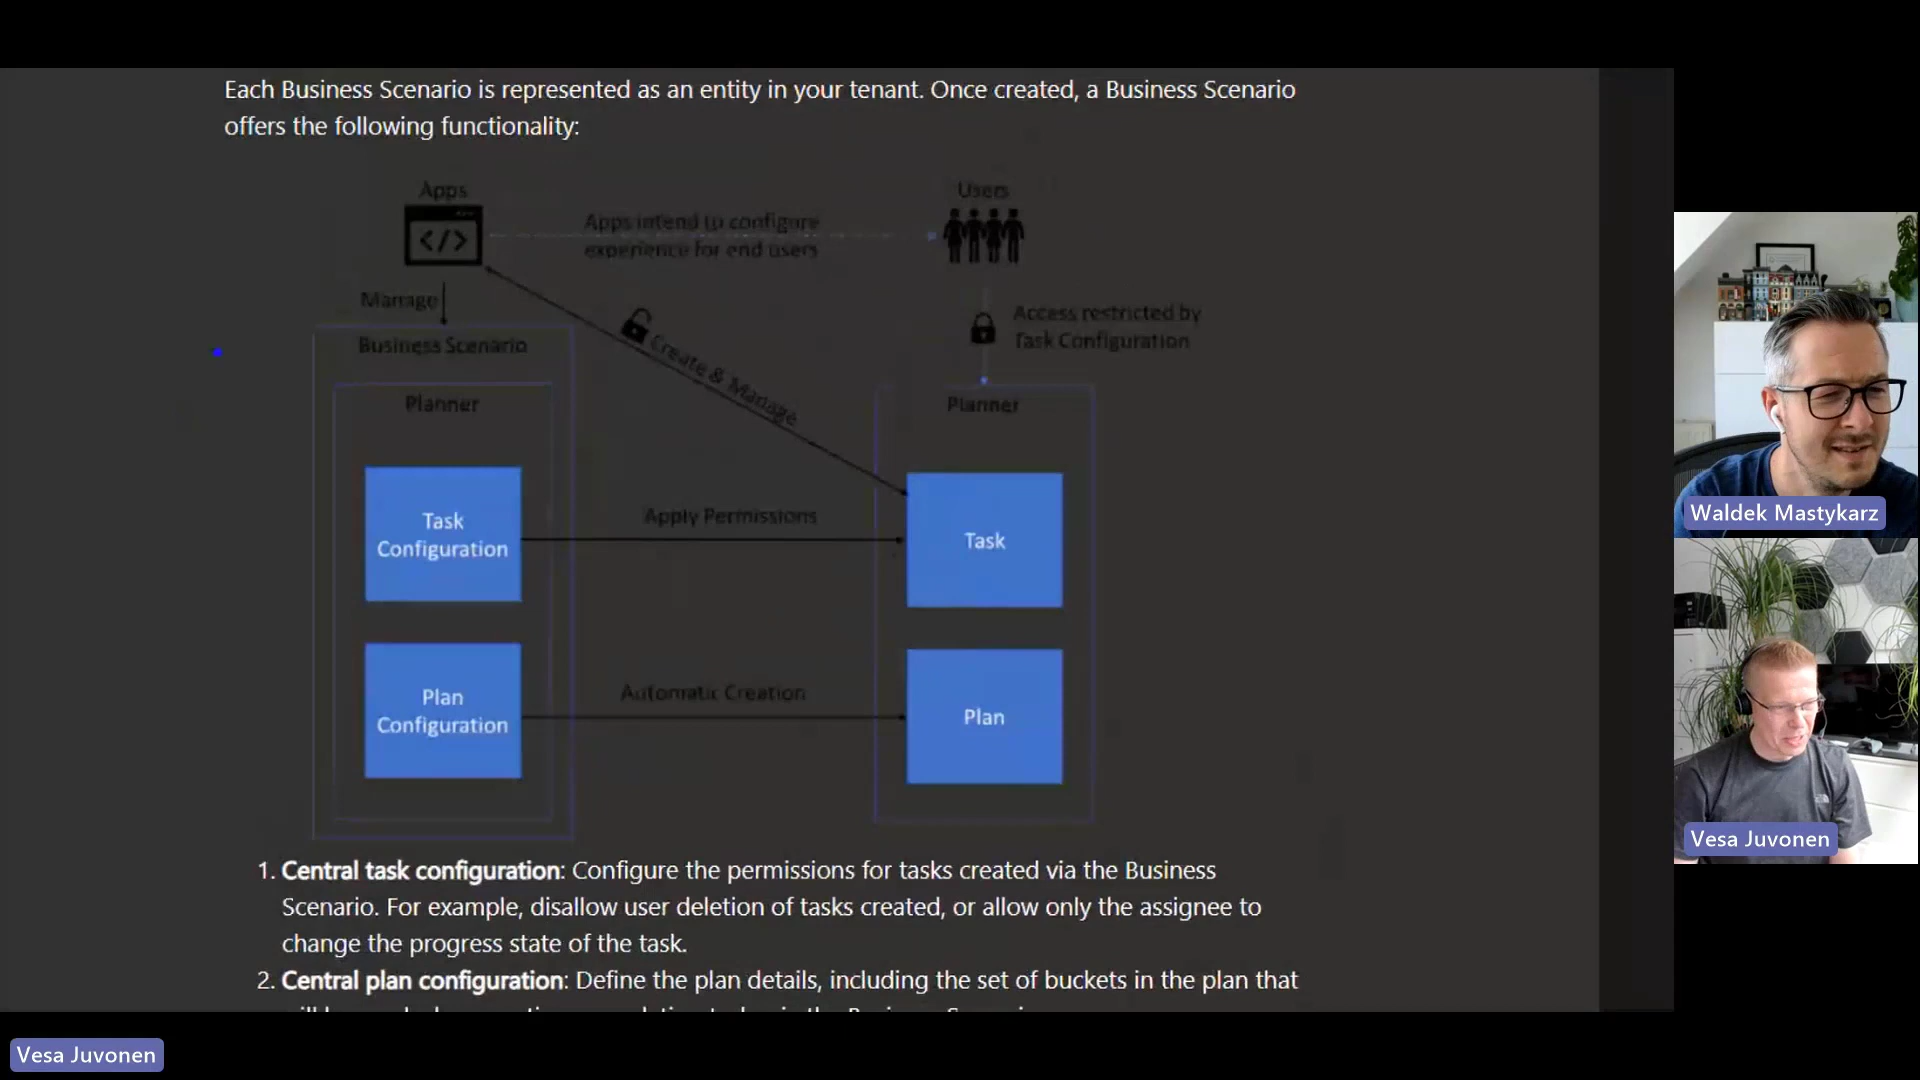 Each Business Scenario is represented as an entity in your tenant. Once created, a Business Scenario
offers the following functionality:
Apps
Users
</>
Apps intend to configure
experience for end users
Manage
Access restricted by
Task Configuration
Create & Manage
Business Scenario
Planner
Planner
Task
Configuration
Apply Permissions
Task
Plan
Configuration
Automatic Creation
Plan
1. Central task configuration: Configure the permissions for tasks created via the Business
Scenario. For example, disallow user deletion of tasks created, or allow only the assignee to
change the progress state of the task.
2. Central plan configuration: Define the plan details, including the set of buckets in the plan that
Waldek Mastykarz
Vesa Juvonen
Vesa Juvonen